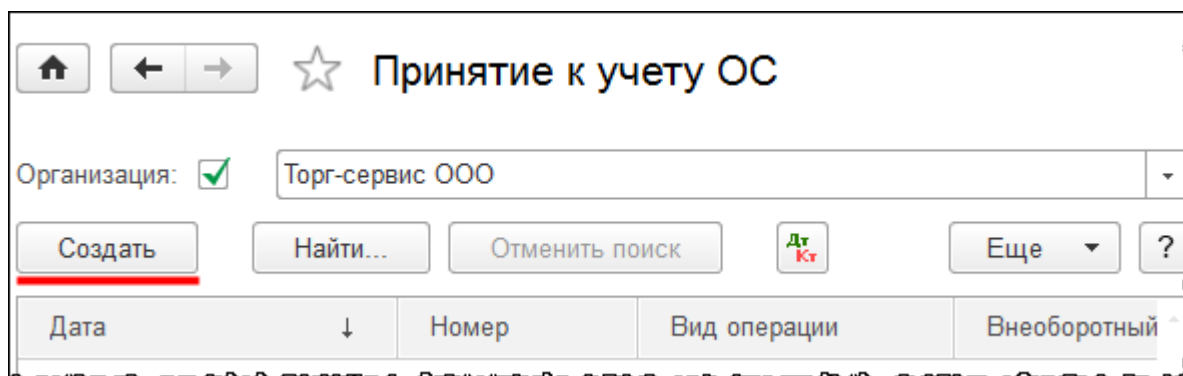 Принятие к учету ОС
Организация: Торг-сервис ООО
Создать Найти... Отменить поиск Дт Кт Еще ?
Дата ↓ Номер Вид операции Внеоборотный